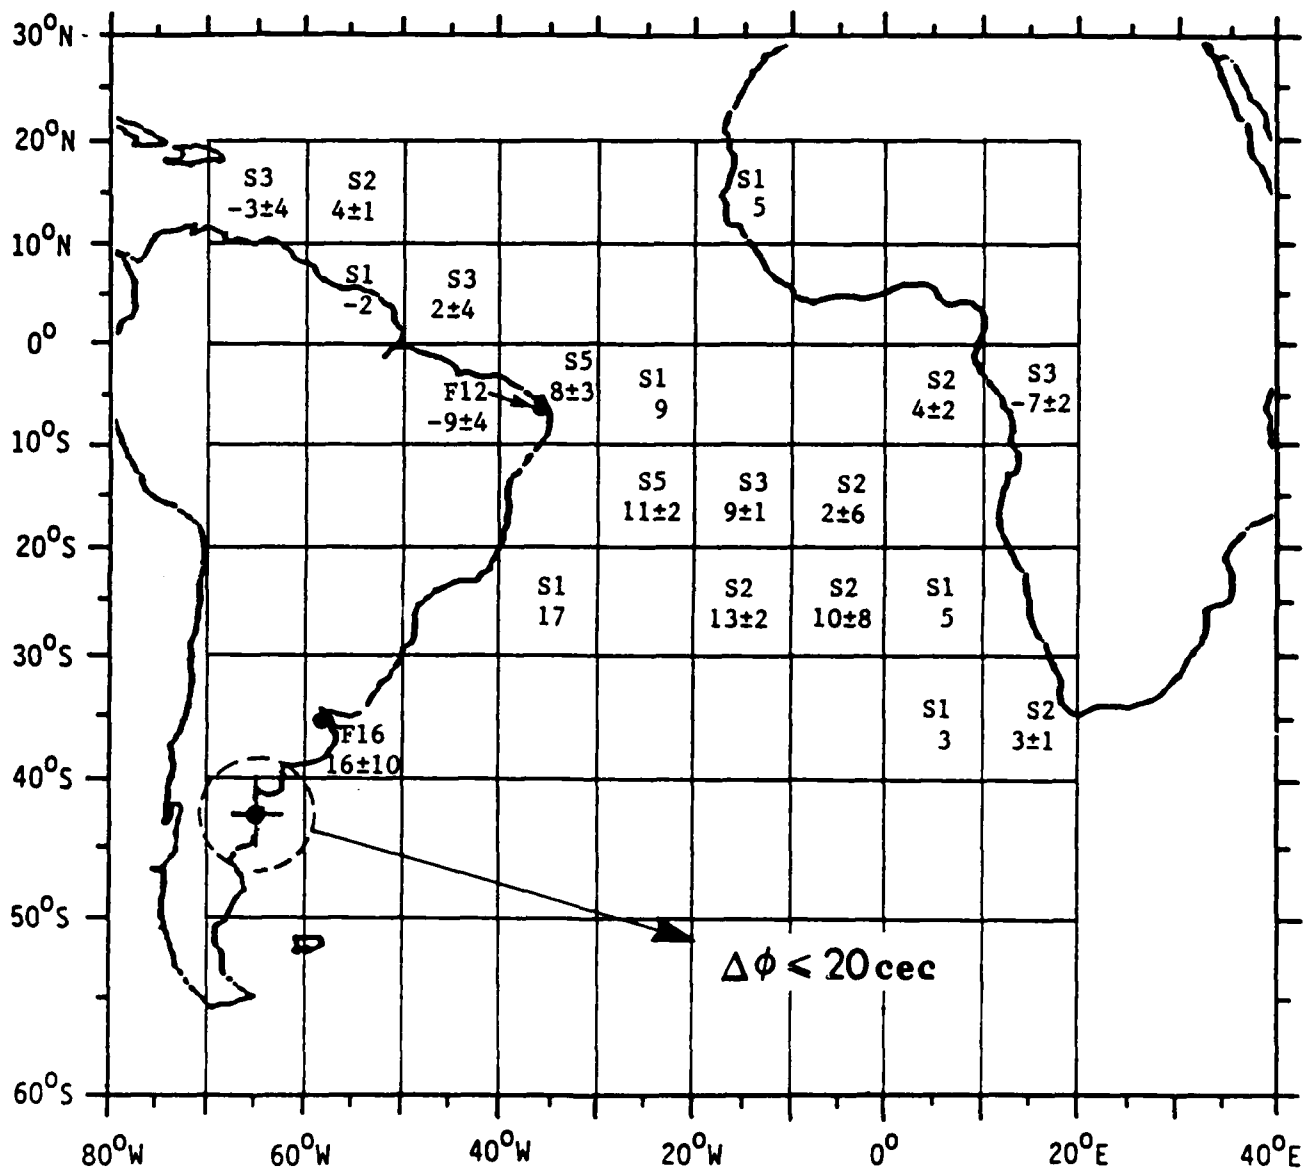 30°N
20°N
S3
-3±4
S2
4±1
S1
5
10°N
S1
-2
S3
2±4
0°
S5
8±3
F12
-9±4
S1
9
S2
4±2
S3
-7±2
10°S
S5
11±2
S3
9±1
S2
2±6
20°S
S1
17
S2
13±2
S2
10±8
S1
5
30°S
F16
16±10
S1
3
S2
3±1
40°S
50°S
Δϕ ⩽ 20 cec
60°S
80°W
60°W
40°W
20°W
0°
20°E
40°E